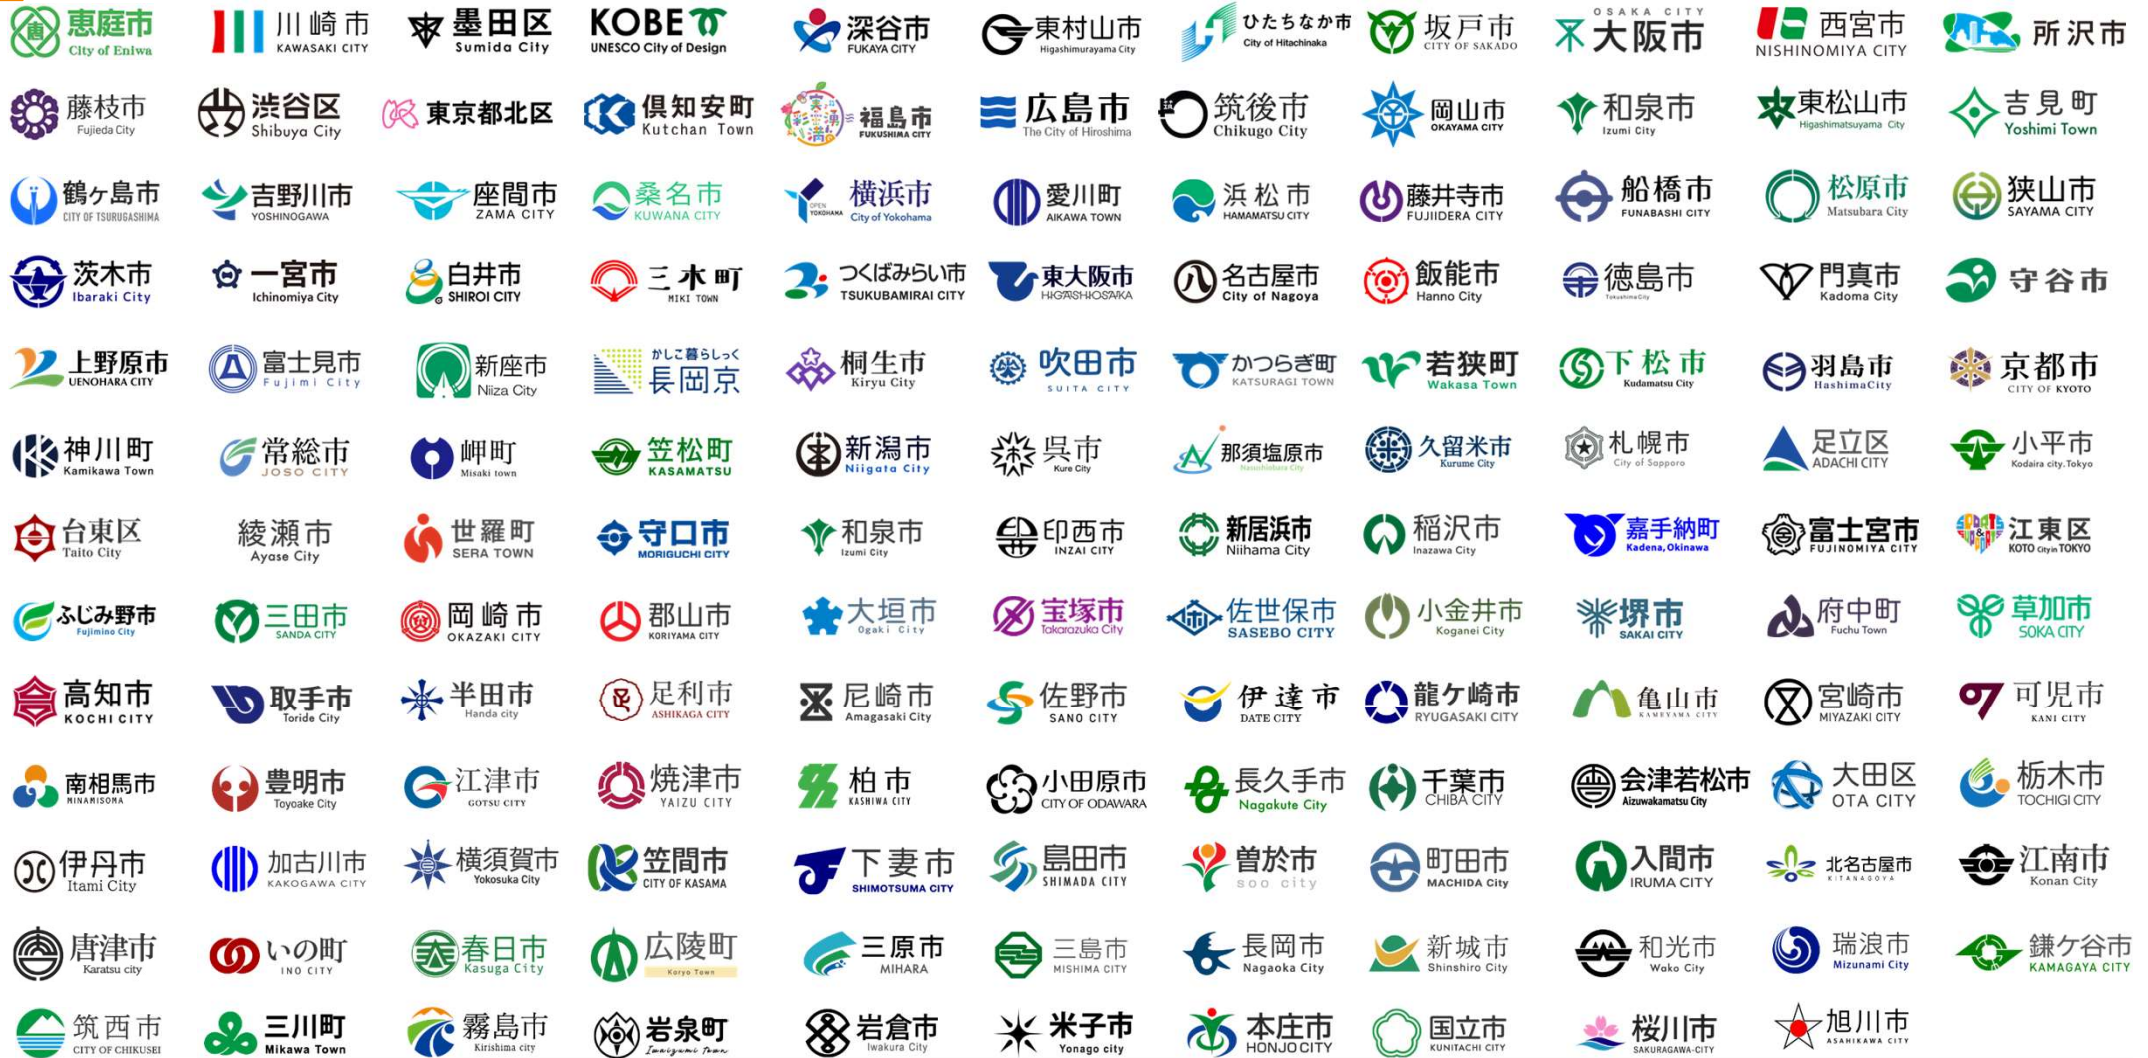 恵庭市
City of Eniwa
川崎市
KAWASAKI CITY
墨田区
Sumida City
KOBE
UNESCO City of Design
深谷市
FUKAYA CITY
東村山市
Higashimurayama City
ひたちなか市
City of Hitachinaka
坂戸市
CITY OF SAKADO
OSAKA CITY
大阪市
西宮市
NISHINOMIYA CITY
所沢市
藤枝市
Fujieda City
渋谷区
Shibuya City
東京都北区
倶知安町
Kutchan Town
実・湧・満・彩
福島市
FUKUSHIMA CITY
広島市
The City of Hiroshima
筑後市
Chikugo City
岡山市
OKAYAMA CITY
和泉市
Izumi City
東松山市
Higashimatsuyama City
吉見町
Yoshimi Town
鶴ヶ島市
CITY OF TSURUGASHIMA
吉野川市
YOSHINOGAWA
座間市
ZAMA CITY
桑名市
KUWANA CITY
OPEN
YOKOHAMA
横浜市
City of Yokohama
愛川町
AIKAWA TOWN
浜松市
HAMAMATSU CITY
藤井寺市
FUJIIDERA CITY
船橋市
FUNABASHI CITY
松原市
Matsubara City
狭山市
SAYAMA CITY
茨木市
Ibaraki City
一宮市
Ichinomiya City
白井市
SHIROI CITY
三木町
MIKI TOWN
つくばみらい市
TSUKUBAMIRAI CITY
東大阪市
HIGASHIOSAKA
八
名古屋市
City of Nagoya
飯能市
Hanno City
徳島市
Tokushima City
門真市
Kadoma City
守谷市
上野原市
UENOHARA CITY
富士見市
Fujimi City
新座市
Niiza City
かしこ暮らしっく
長岡京
桐生市
Kiryu City
吹田市
SUITA CITY
かつらぎ町
KATSURAGI TOWN
若狭町
Wakasa Town
下松市
Kudamatsu City
羽島市
HashimaCity
京都市
CITY OF KYOTO
神川町
Kamikawa Town
常総市
JOSO CITY
岬町
Misaki town
笠松町
KASAMATSU
新潟市
Niigata City
呉市
Kure City
那須塩原市
Nasushiobara City
久留米市
Kurume City
札幌市
City of Sapporo
足立区
ADACHI CITY
小平市
Kodaira city.Tokyo
台東区
Taito City
綾瀬市
Ayase City
世羅町
SERA TOWN
守口市
MORIGUCHI CITY
和泉市
Izumi City
印西市
INZAI CITY
新居浜市
Niihama City
稲沢市
Inazawa City
嘉手納町
Kadena, Okinawa
富士宮市
FUJINOMIYA CITY
SPORTS
&
SUPPORTS
江東区
KOTO City in TOKYO
ふじみ野市
Fujimino City
三田市
SANDA CITY
岡崎市
OKAZAKI CITY
郡山市
KORIYAMA CITY
大垣市
Ogaki City
宝塚市
Takarazuka City
佐世保市
SASEBO CITY
小金井市
Koganei City
堺市
SAKAI CITY
府中町
Fuchu Town
草加市
SOKA CITY
高知市
KOCHI CITY
取手市
Toride City
半田市
Handa city
足利市
ASHIKAGA CITY
尼崎市
Amagasaki City
佐野市
SANO CITY
伊達市
DATE CITY
龍ケ崎市
RYUGASAKI CITY
亀山市
KAMEYAMA CITY
宮崎市
MIYAZAKI CITY
可児市
KANI CITY
南相馬市
MINAMISOMA
豊明市
Toyoake City
江津市
GOTSU CITY
焼津市
YAIZU CITY
柏市
KASHIWA CITY
小田原市
CITY OF ODAWARA
長久手市
Nagakute City
千葉市
CHIBA CITY
会津若松市
Aizuwakamatsu City
大田区
OTA CITY
栃木市
TOCHIGI CITY
伊丹市
Itami City
加古川市
KAKOGAWA CITY
横須賀市
Yokosuka City
笠間市
CITY OF KASAMA
下妻市
SHIMOTSUMA CITY
島田市
SHIMADA CITY
曽於市
soo city
町田市
MACHIDA City
入間市
IRUMA CITY
北名古屋市
KITANAGOYA
江南市
Konan City
唐津市
Karatsu city
いの町
INO CITY
春日市
Kasuga City
広陵町
Koryo Town
三原市
MIHARA
三島市
MISHIMA CITY
長岡市
Nagaoka City
新城市
Shinshiro City
和光市
Wako City
瑞浪市
Mizunami City
鎌ケ谷市
KAMAGAYA CITY
筑西市
CITY OF CHIKUSEI
三川町
Mikawa Town
霧島市
Kirishima city
岩泉町
Iwaizumi Town
岩倉市
Iwakura City
米子市
Yonago city
本庄市
HONJO CITY
国立市
KUNITACHI CITY
桜川市
SAKURAGAWA-CITY
旭川市
ASAHIKAWA CITY